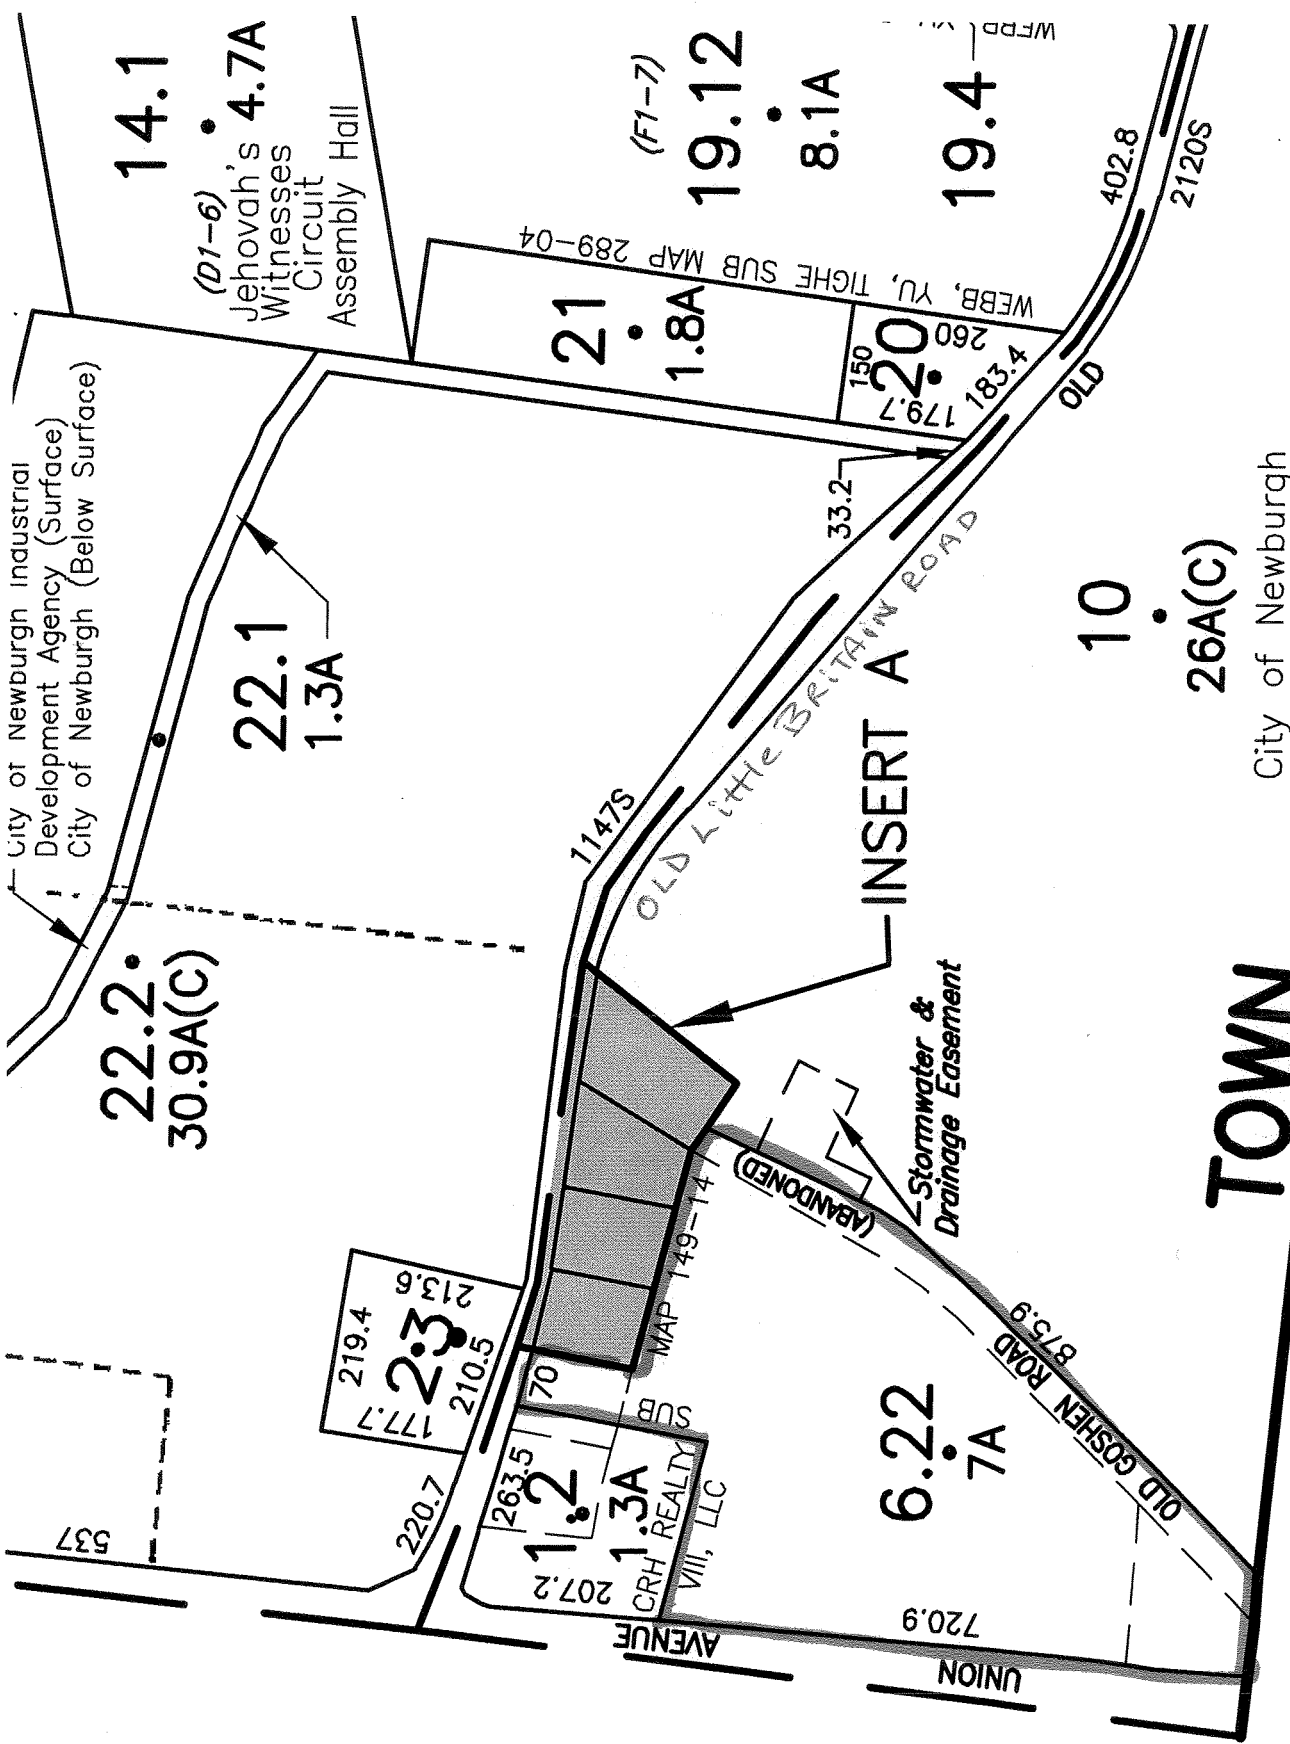 City of Newburgh Industrial
Development Agency (Surface)
City of Newburgh (Below Surface)
14.1
4.7A
(D1-6)
Jehovah's
Witnesses
Circuit
Assembly Hall
(F1-7)
19.12
8.1A
19.4
402.8
2120S
WEBB, YU, TIGHE SUB MAP 289-04
21
1.8A
150
20
260
179.7
183.4
33.2
OLD
22.1
1.3A
22.2
30.9A(C)
1147S
OLD Little BRITAIN ROAD
INSERT A
10
26A(C)
City of Newburgh
Stormwater &
Drainage Easement
TOWN
219.4
213.6
2.3
177.7
210.5
220.7
537
70
263.5
1.2
1.3A
207.2
CRH REALTY
VIII, LLC
SUB
MAP 149-14
(ABANDONED)
OLD GOSHEN ROAD
875.9
6.22
7A
720.9
UNION
AVENUE